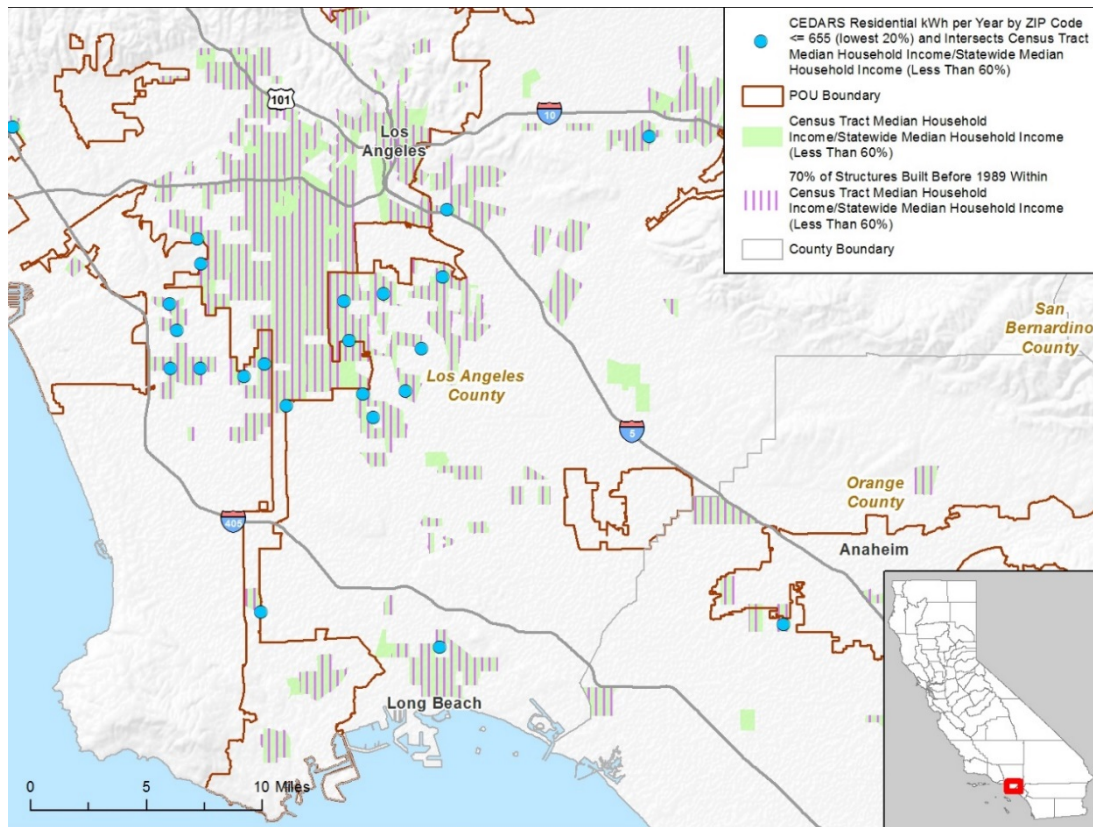 CEDARS Residential kWh per Year by ZIP Code
<= 655 (lowest 20%) and Intersects Census Tract
Median Household Income/Statewide Median
Household Income (Less Than 60%)
POU Boundary
Census Tract Median Household
Income/Statewide Median Household Income
(Less Than 60%)
70% of Structures Built Before 1989 Within
Census Tract Median Household
Income/Statewide Median Household Income
(Less Than 60%)
County Boundary
101
10
Los
Angeles
San
Bernardino
County
Los Angeles
County
5
Orange
County
405
Anaheim
Long Beach
0 5 10 Miles